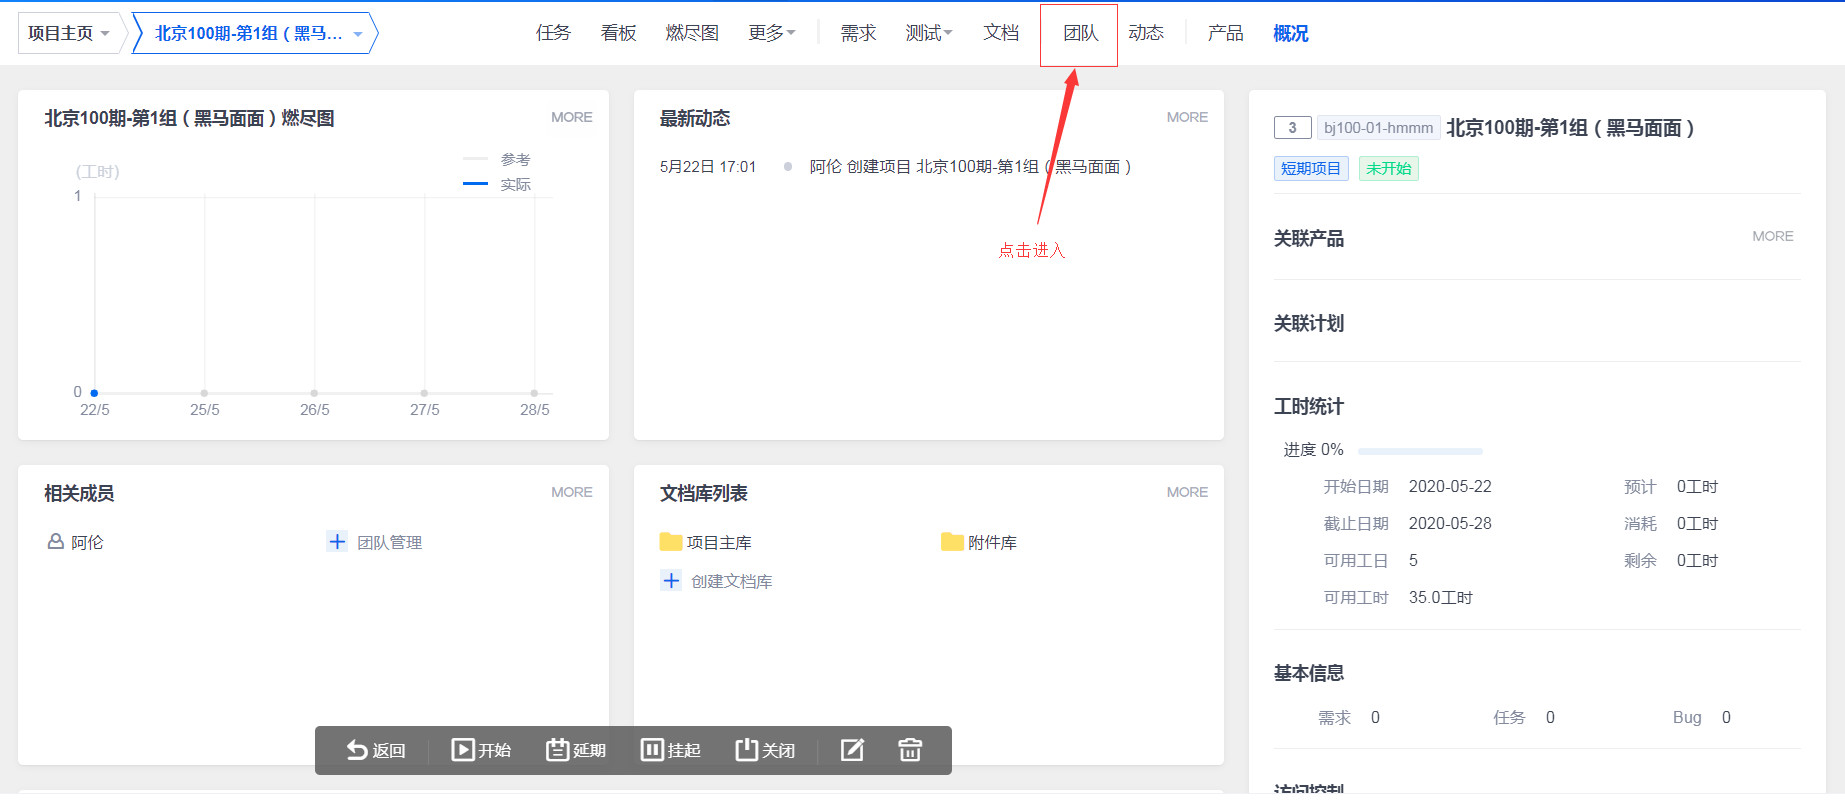 项目主页
北京100期-第1组（黑马...
任务 看板 燃尽图 更多 需求 测试 文档 团队 动态 产品 概况
北京100期-第1组（黑马面面）燃尽图 MORE
(工时)
参考
实际
1
0
22/5 25/5 26/5 27/5 28/5
最新动态 MORE
5月22日 17:01 阿伦 创建项目 北京100期-第1组（黑马面面）
点击进入
相关成员 MORE
阿伦 团队管理
文档库列表 MORE
项目主库 附件库
创建文档库
3 bj100-01-hmmm 北京100期-第1组（黑马面面）
短期项目 未开始
关联产品 MORE
关联计划
工时统计
进度 0%
开始日期 2020-05-22 预计 0工时
截止日期 2020-05-28 消耗 0工时
可用工日 5 剩余 0工时
可用工时 35.0工时
基本信息
需求 0 任务 0 Bug 0
访问控制
返回 开始 延期 挂起 关闭